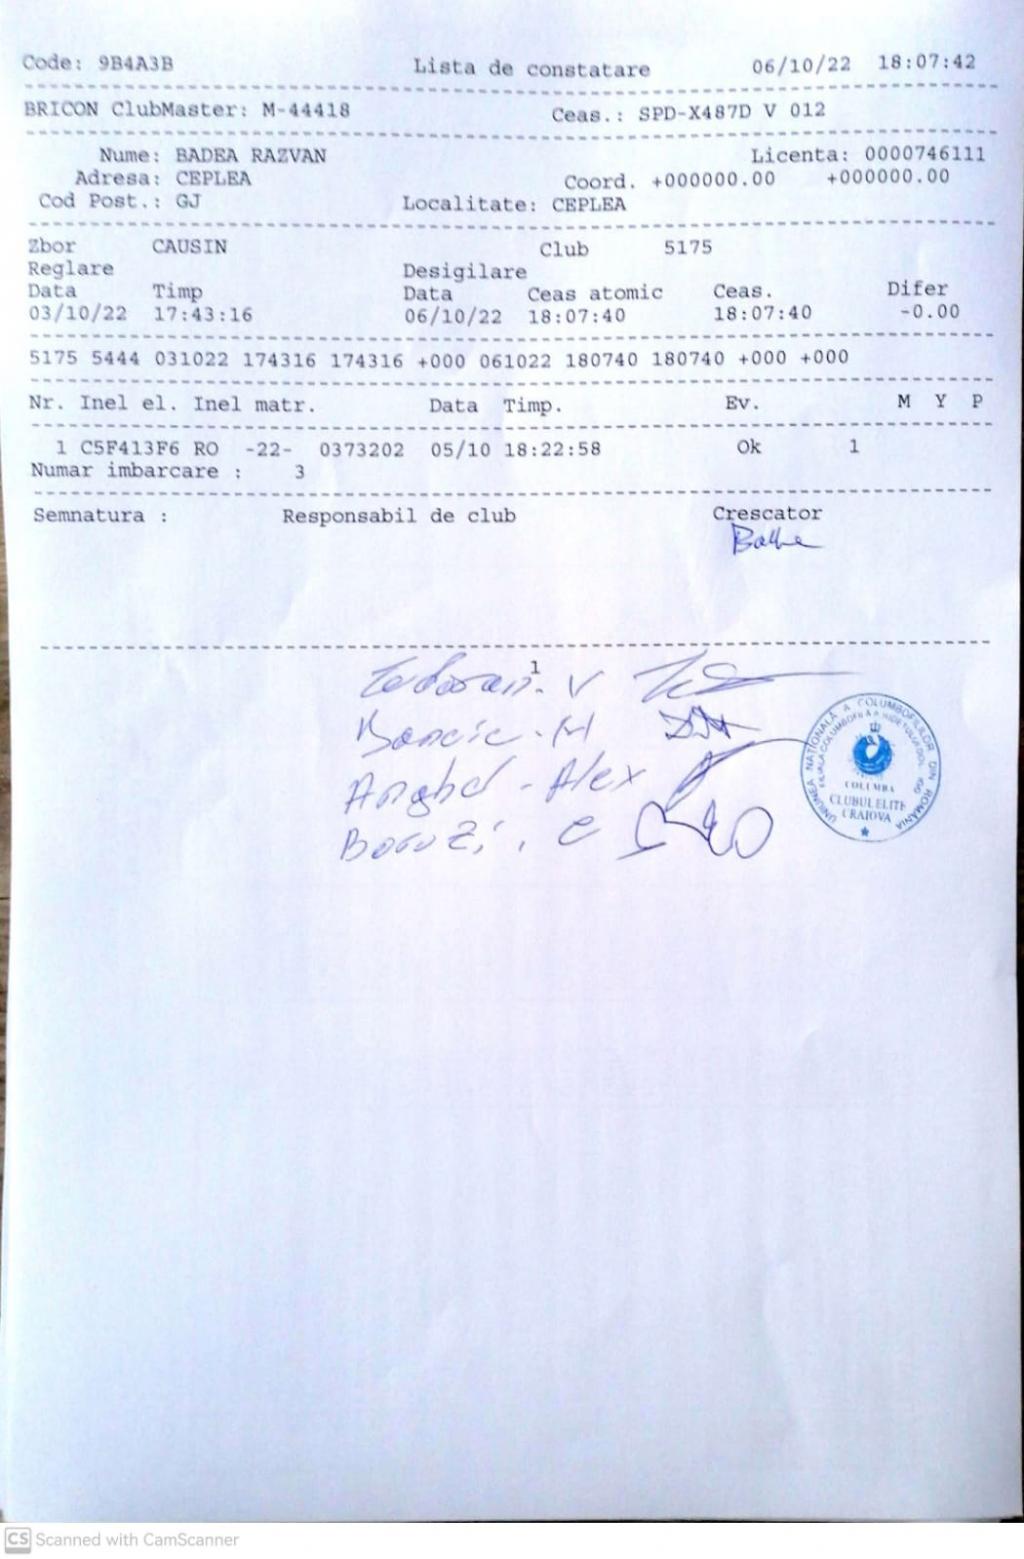 Code: 9B4A3B Lista de constatare 06/10/22 18:07:42
BRICON ClubMaster: M-44418 Ceas.: SPD-X487D V 012
Nume: BADEA RAZVAN Licenta: 0000746111
Adresa: CEPLEA Coord. +000000.00 +000000.00
Cod Post.: GJ Localitate: CEPLEA
Zbor CAUSIN Club 5175
Reglare Desigilare
Data Timp Data Ceas atomic Ceas. Difer
03/10/22 17:43:16 06/10/22 18:07:40 18:07:40 -0.00
5175 5444 031022 174316 174316 +000 061022 180740 180740 +000 +000
Nr. Inel el. Inel matr. Data Timp. Ev. M Y P
1 C5F413F6 RO -22- 0373202 05/10 18:22:58 Ok 1
Numar imbarcare : 3
Semnatura : Responsabil de club Crescator
1
Anghel - Alex
UNIUNEA NATIONALĂ A COLUMBOFILILOR DIN ROMÂNIA
COLUMBA
CLUBUL ELITE
CRAIOVA
CS Scanned with CamScanner